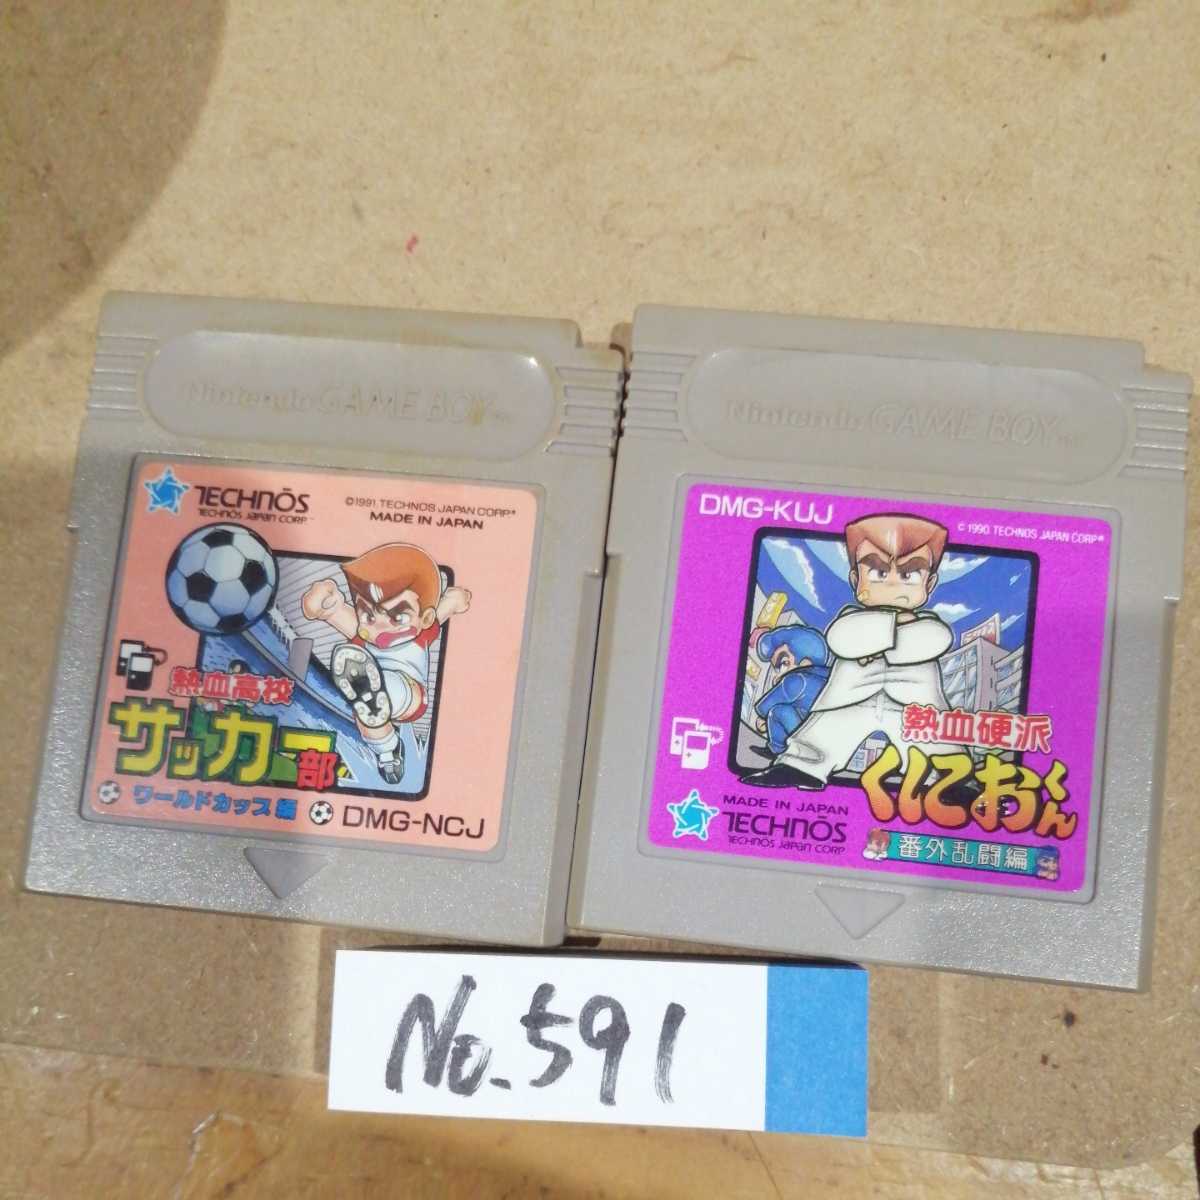 Nintendo GAME BOY™
TECHNŌS
TECHNŌS JAPAN CORP.™
©1991 TECHNOS JAPAN CORP.®
MADE IN JAPAN
熱血高校
サッカー部
ワールドカップ編
DMG-NCJ
Nintendo GAME BOY™
DMG-KUJ
©1990 TECHNOS JAPAN CORP.®
熱血硬派
くにおくん
番外乱闘編
MADE IN JAPAN
TECHNŌS
TECHNŌS JAPAN CORP.
No.591